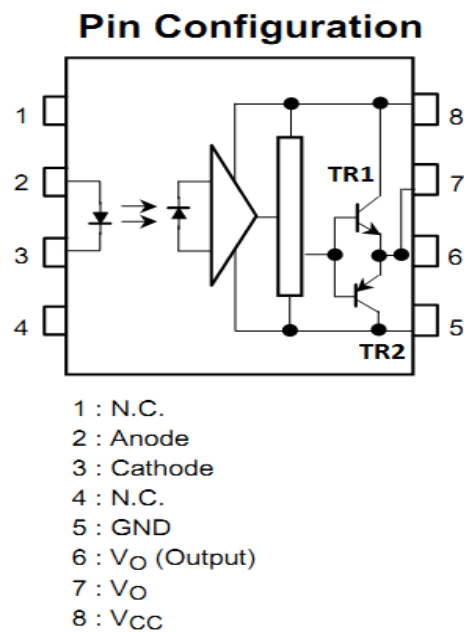 Pin Configuration
1
8
TR1
2
7
3
6
4
5
TR2
1 : N.C.
2 : Anode
3 : Cathode
4 : N.C.
5 : GND
6 : VO (Output)
7 : VO
8 : VCC